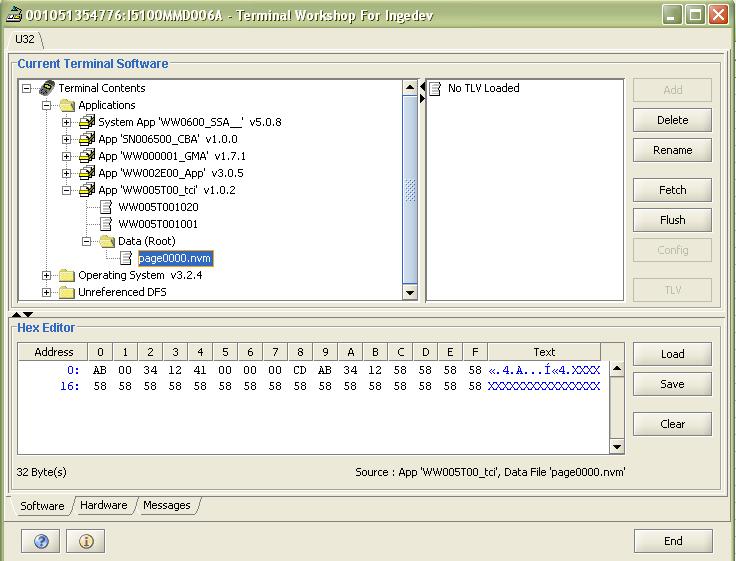 001051354776:I5100MMD006A - Terminal Workshop For Ingedev
U32
Current Terminal Software
Terminal Contents
Applications
System App 'WW0600_SSA__' v5.0.8
App 'SN006500_CBA' v1.0.0
App 'WW000001_GMA' v1.7.1
App 'WW002E00_App' v3.0.5
App 'WW005T00_tci' v1.0.2
WW005T001020
WW005T001001
Data (Root)
page0000.nvm
Operating System v3.2.4
Unreferenced DFS
No TLV Loaded
Add
Delete
Rename
Fetch
Flush
Config
TLV
Hex Editor
Address 0 1 2 3 4 5 6 7 8 9 A B C D E F Text
0: AB 00 34 12 41 00 00 00 CD AB 34 12 58 58 58 58 «.4.A...Í«4.XXXX
16: 58 58 58 58 58 58 58 58 58 58 58 58 58 58 58 58 XXXXXXXXXXXXXXXX
Load
Save
Clear
32 Byte(s) Source : App 'WW005T00_tci', Data File 'page0000.nvm'
Software Hardware Messages
? i End